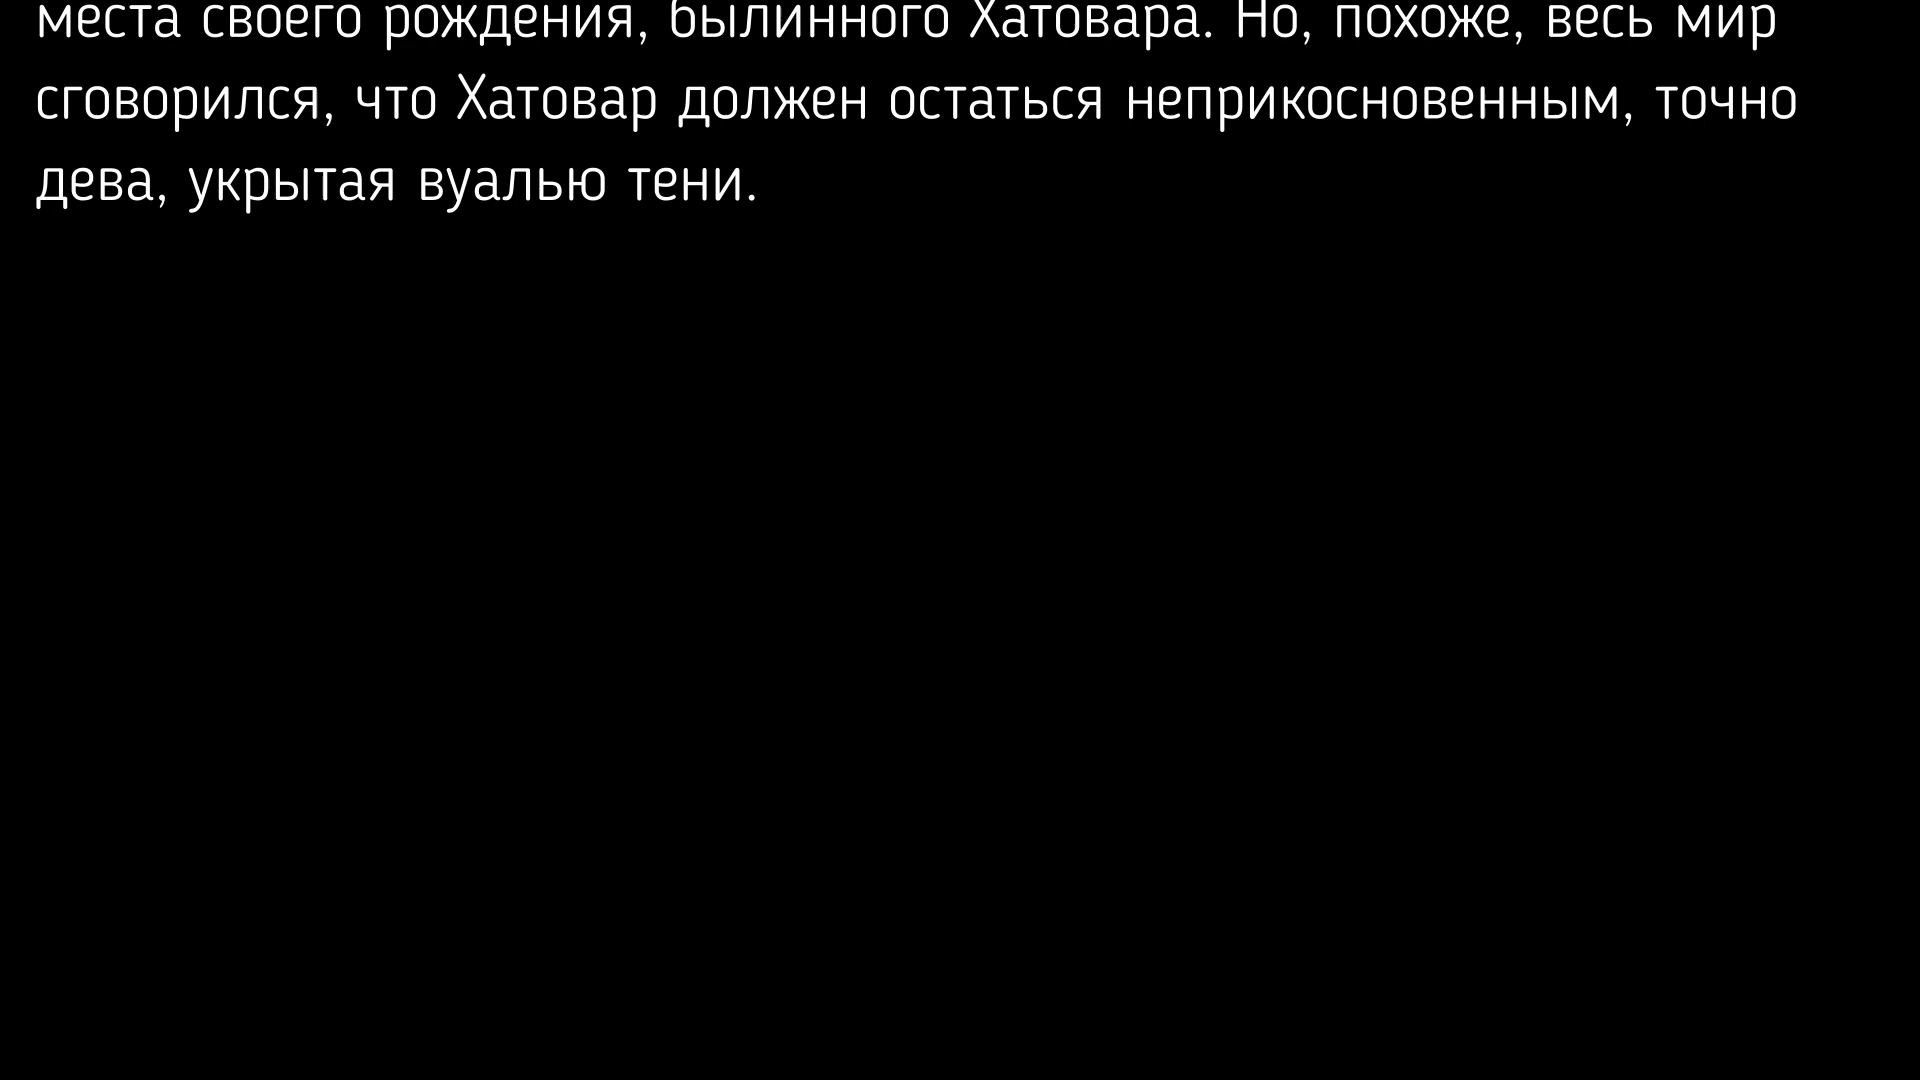 места своего рождения, былинного Хатовара. Но, похоже, весь мир
сговорился, что Хатовар должен остаться неприкосновенным, точно
дева, укрытая вуалью тени.